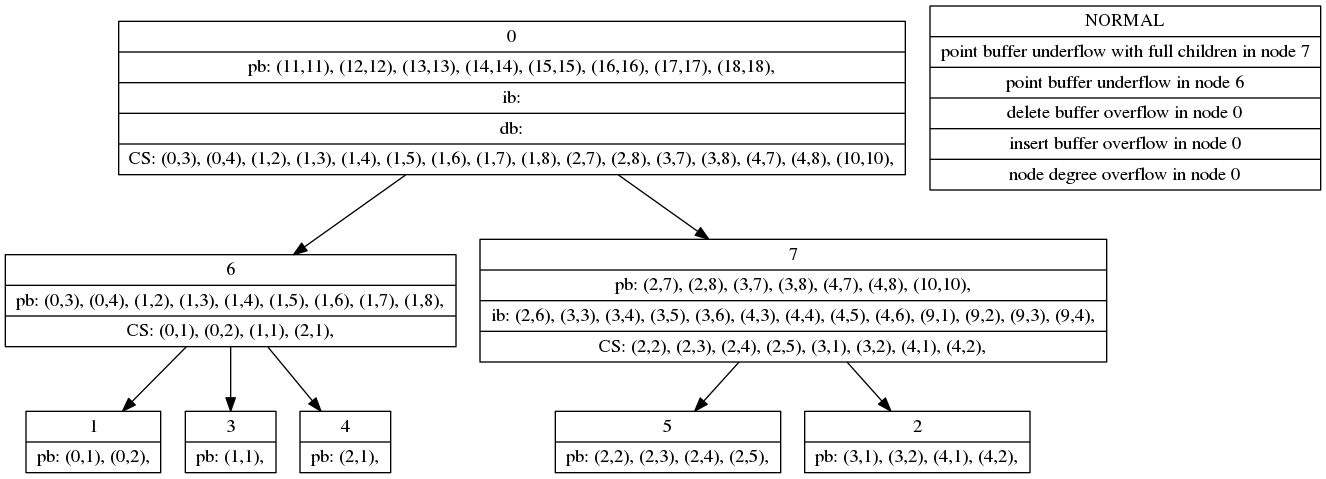 0
pb: (11,11), (12,12), (13,13), (14,14), (15,15), (16,16), (17,17), (18,18),
ib:
db:
CS: (0,3), (0,4), (1,2), (1,3), (1,4), (1,5), (1,6), (1,7), (1,8), (2,7), (2,8), (3,7), (3,8), (4,7), (4,8), (10,10),
NORMAL
point buffer underflow with full children in node 7
point buffer underflow in node 6
delete buffer overflow in node 0
insert buffer overflow in node 0
node degree overflow in node 0
6
pb: (0,3), (0,4), (1,2), (1,3), (1,4), (1,5), (1,6), (1,7), (1,8),
CS: (0,1), (0,2), (1,1), (2,1),
7
pb: (2,7), (2,8), (3,7), (3,8), (4,7), (4,8), (10,10),
ib: (2,6), (3,3), (3,4), (3,5), (3,6), (4,3), (4,4), (4,5), (4,6), (9,1), (9,2), (9,3), (9,4),
CS: (2,2), (2,3), (2,4), (2,5), (3,1), (3,2), (4,1), (4,2),
1
pb: (0,1), (0,2),
3
pb: (1,1),
4
pb: (2,1),
5
pb: (2,2), (2,3), (2,4), (2,5),
2
pb: (3,1), (3,2), (4,1), (4,2),